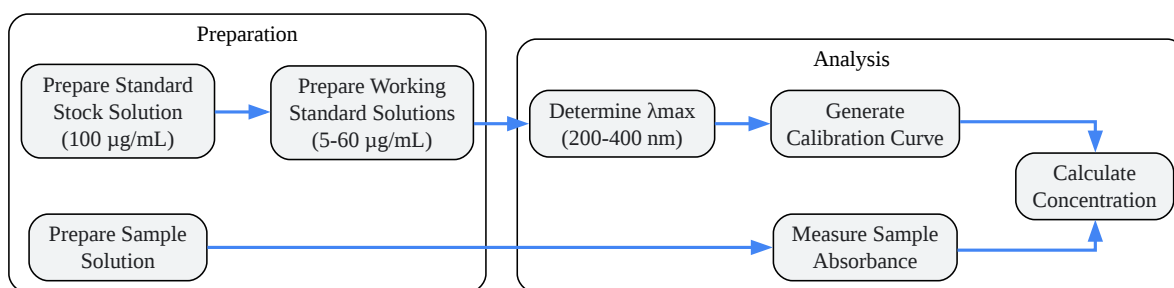 Preparation
Prepare Standard
Stock Solution
(100 µg/mL)
Prepare Working
Standard Solutions
(5-60 µg/mL)
Prepare Sample
Solution
Analysis
Determine λmax
(200-400 nm)
Generate
Calibration Curve
Measure Sample
Absorbance
Calculate
Concentration